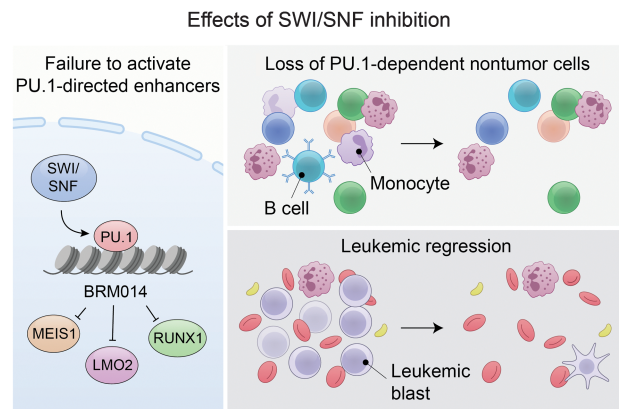 Effects of SWI/SNF inhibition
Failure to activate
PU.1-directed enhancers
SWI/
SNF
PU.1
BRM014
MEIS1
LMO2
RUNX1
Loss of PU.1-dependent nontumor cells
Monocyte
B cell
Leukemic regression
Leukemic
blast